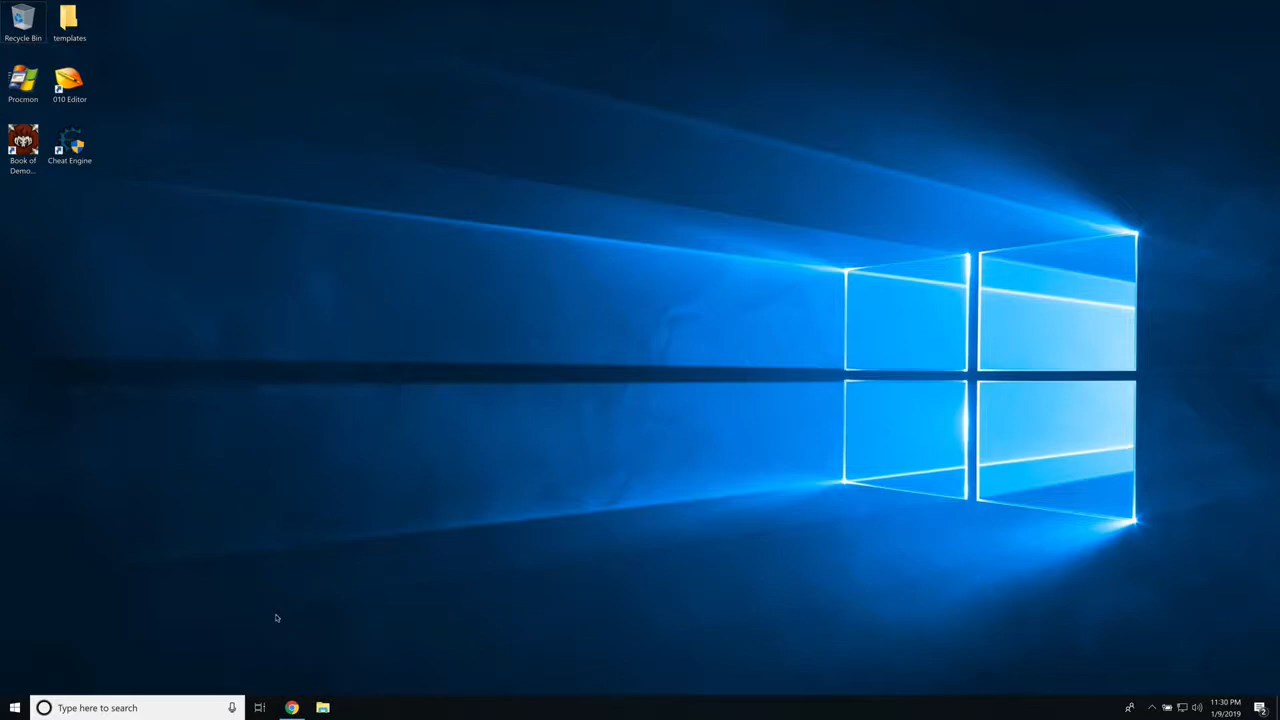 Recycle Bin
templates
Procmon
010 Editor
Book of
Demo...
Cheat Engine
Type here to search
11:30 PM
1/9/2019
2